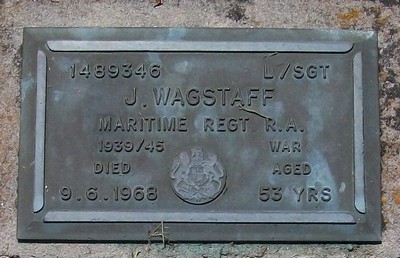 1489346 L/SGT
J. WAGSTAFF
MARITIME REGT R.A.
1939/45 WAR
DIED AGED
9.6.1968 53 YRS